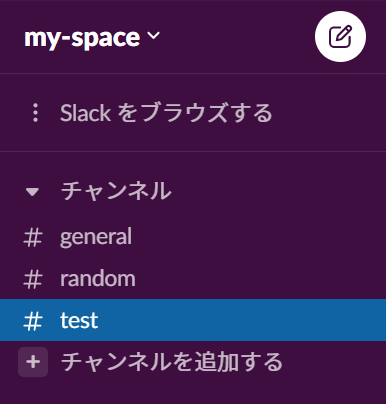 my-space
Slack をブラウズする
チャンネル
# general
# random
# test
+ チャンネルを追加する